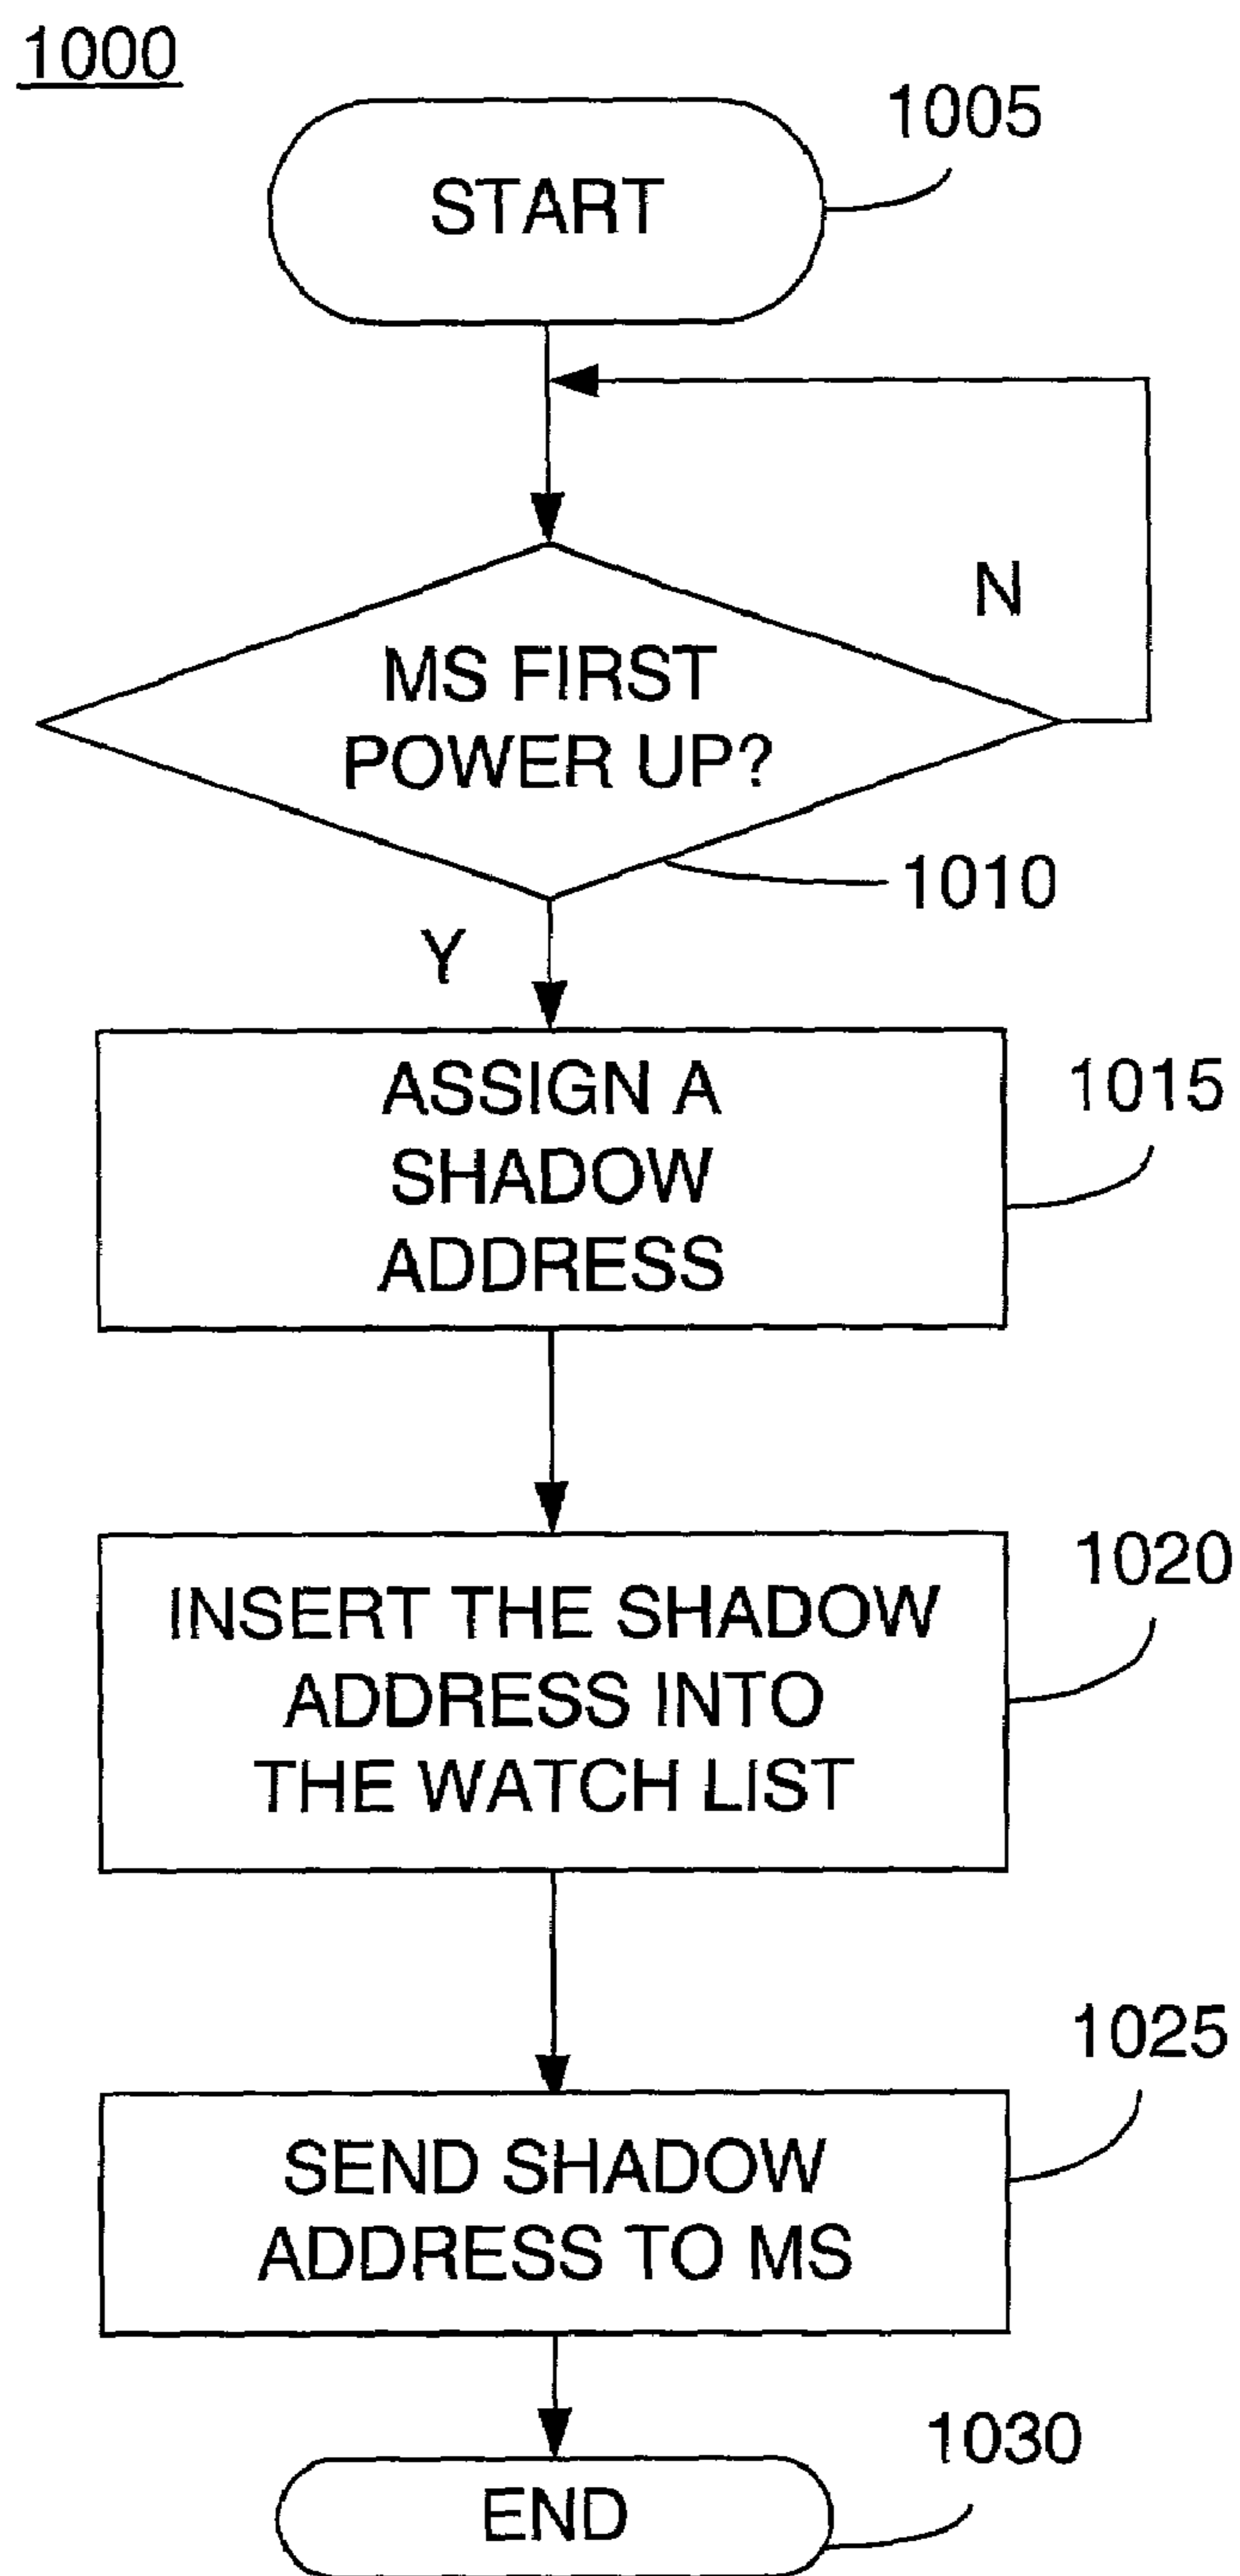 1000
1005
START
N
MS FIRST
POWER UP?
1010
Y
ASSIGN A
SHADOW
ADDRESS
1015
1020
INSERT THE SHADOW
ADDRESS INTO
THE WATCH LIST
1025
SEND SHADOW
ADDRESS TO MS
1030
END